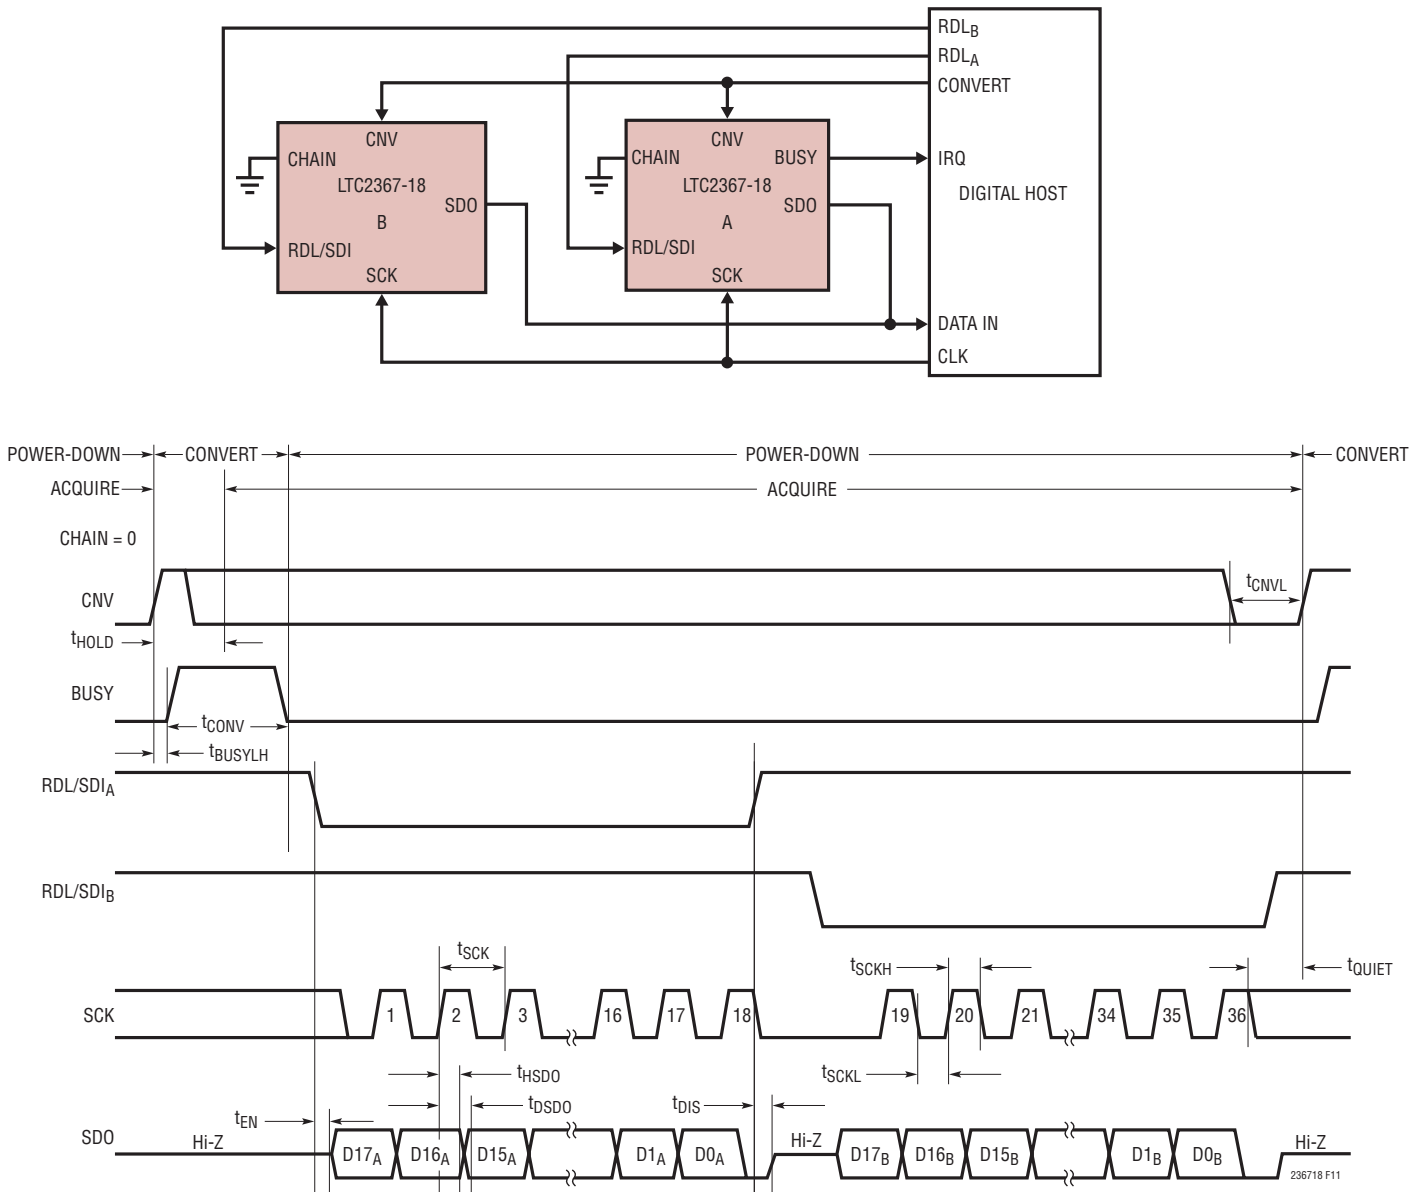 RDLB
RDLA
CONVERT
CNV
CHAIN
LTC2367-18
SDO
B
RDL/SDI
SCK
CNV
CHAIN
BUSY
LTC2367-18
SDO
A
RDL/SDI
SCK
IRQ
DIGITAL HOST
DATA IN
CLK
POWER-DOWN
CONVERT
POWER-DOWN
CONVERT
ACQUIRE
ACQUIRE
CHAIN = 0
CNV
tCNVL
tHOLD
BUSY
tCONV
tBUSYLH
RDL/SDIA
RDL/SDIB
tSCK
tSCKH
tQUIET
SCK
1
2
3
16
17
18
19
20
21
34
35
36
tHSDO
tSCKL
tEN
tDSDO
tDIS
SDO
Hi-Z
D17A
D16A
D15A
D1A
D0A
Hi-Z
D17B
D16B
D15B
D1B
D0B
Hi-Z
236718 F11